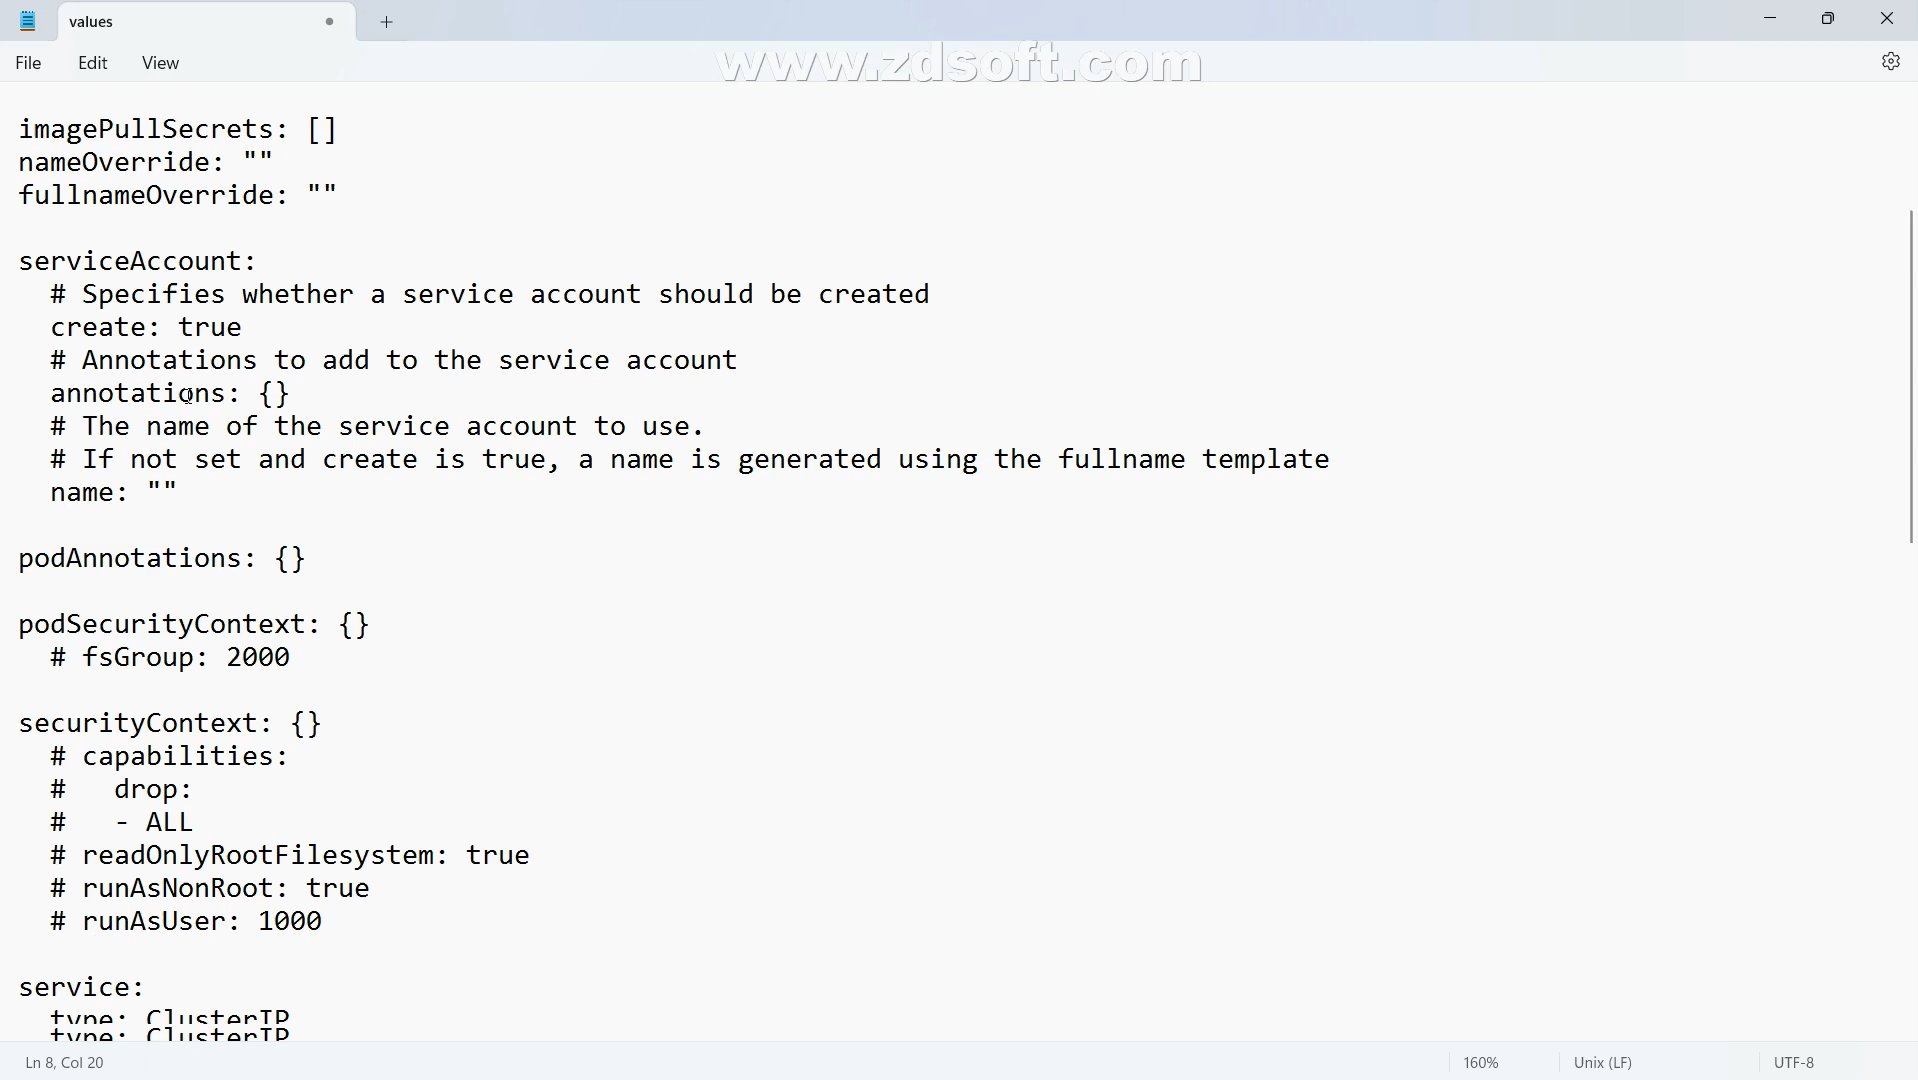 values
File Edit View
www.zdsoft.com
imagePullSecrets: []
nameOverride: ""
fullnameOverride: ""
serviceAccount:
  # Specifies whether a service account should be created
  create: true
  # Annotations to add to the service account
  annotations: {}
  # The name of the service account to use.
  # If not set and create is true, a name is generated using the fullname template
  name: ""
podAnnotations: {}
podSecurityContext: {}
  # fsGroup: 2000
securityContext: {}
  # capabilities:
  #   drop:
  #   - ALL
  # readOnlyRootFilesystem: true
  # runAsNonRoot: true
  # runAsUser: 1000
service:
  type: ClusterIP
  type: ClusterIP
Ln 8, Col 20 160% Unix (LF) UTF-8